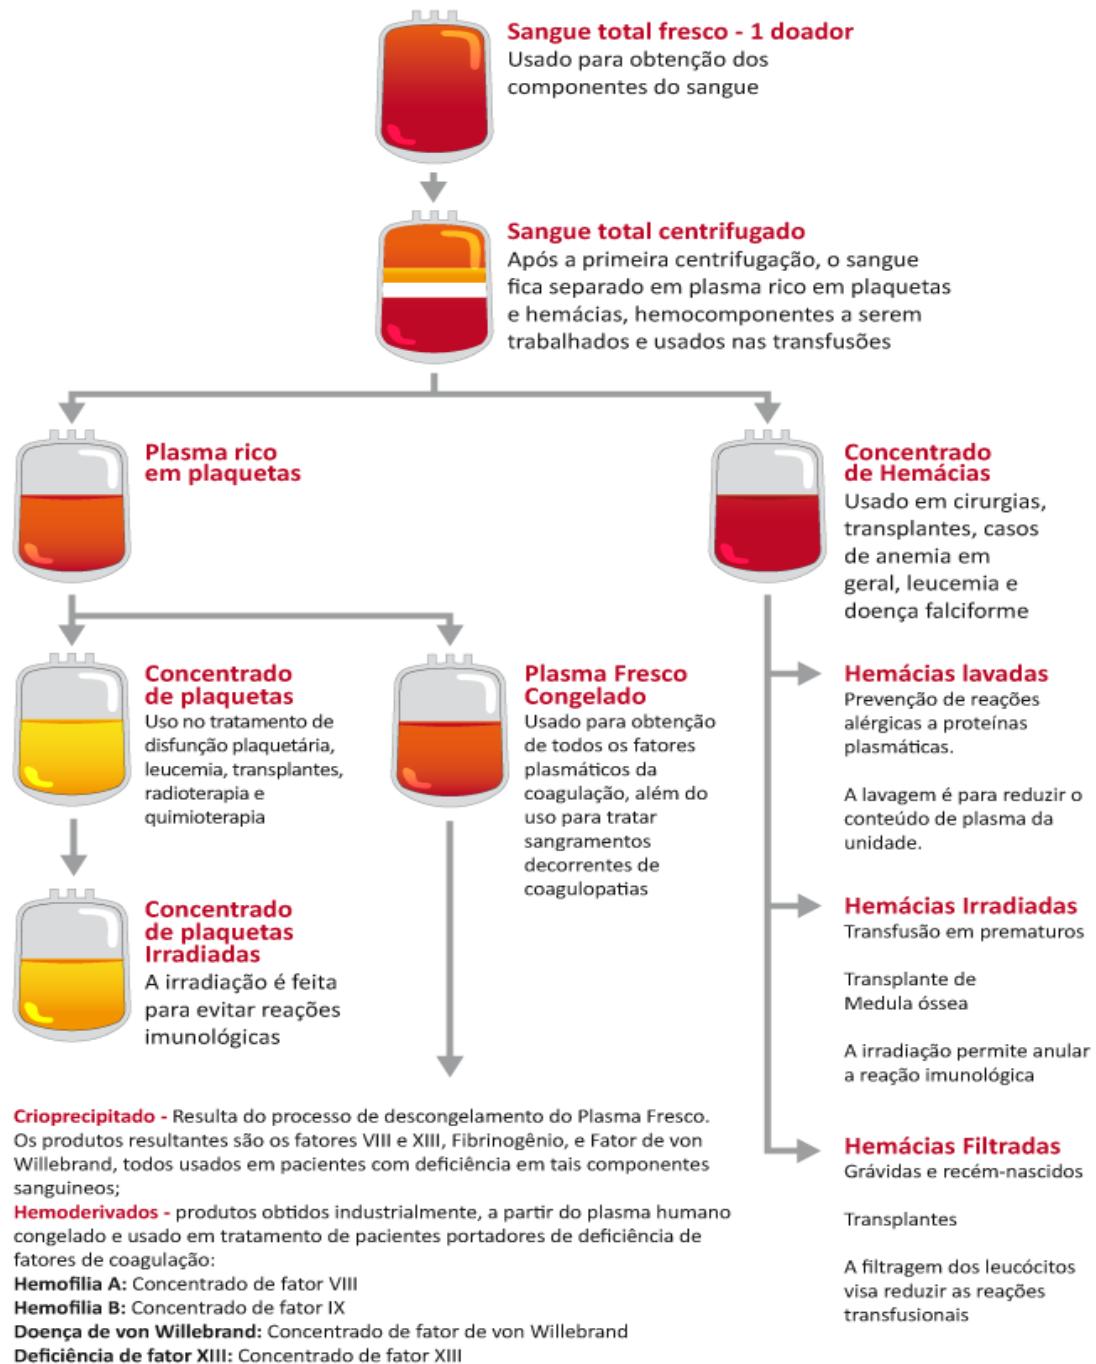 Sangue total fresco - 1 doador
Usado para obtenção dos
componentes do sangue
Sangue total centrifugado
Após a primeira centrifugação, o sangue
fica separado em plasma rico em plaquetas
e hemácias, hemocomponentes a serem
trabalhados e usados nas transfusões
Plasma rico
em plaquetas
Concentrado
de Hemácias
Usado em cirurgias,
transplantes, casos
de anemia em
geral, leucemia e
doença falciforme
Concentrado
de plaquetas
Uso no tratamento de
disfunção plaquetária,
leucemia, transplantes,
radioterapia e
quimioterapia
Plasma Fresco
Congelado
Usado para obtenção
de todos os fatores
plasmáticos da
coagulação, além do
uso para tratar
sangramentos
decorrentes de
coagulopatias
Hemácias lavadas
Prevenção de reações
alérgicas a proteínas
plasmáticas.
A lavagem é para reduzir o
conteúdo de plasma da
unidade.
Concentrado
de plaquetas
Irradiadas
A irradiação é feita
para evitar reações
imunológicas
Hemácias Irradiadas
Transfusão em prematuros
Transplante de
Medula óssea
A irradiação permite anular
a reação imunológica
Hemácias Filtradas
Grávidas e recém-nascidos
Transplantes
A filtragem dos leucócitos
visa reduzir as reações
transfusionais
Crioprecipitado - Resulta do processo de descongelamento do Plasma Fresco.
Os produtos resultantes são os fatores VIII e XIII, Fibrinogênio, e Fator de von
Willebrand, todos usados em pacientes com deficiência em tais componentes
sanguineos;
Hemoderivados - produtos obtidos industrialmente, a partir do plasma humano
congelado e usado em tratamento de pacientes portadores de deficiência de
fatores de coagulação:
Hemofilia A: Concentrado de fator VIII
Hemofilia B: Concentrado de fator IX
Doença de von Willebrand: Concentrado de fator de von Willebrand
Deficiência de fator XIII: Concentrado de fator XIII